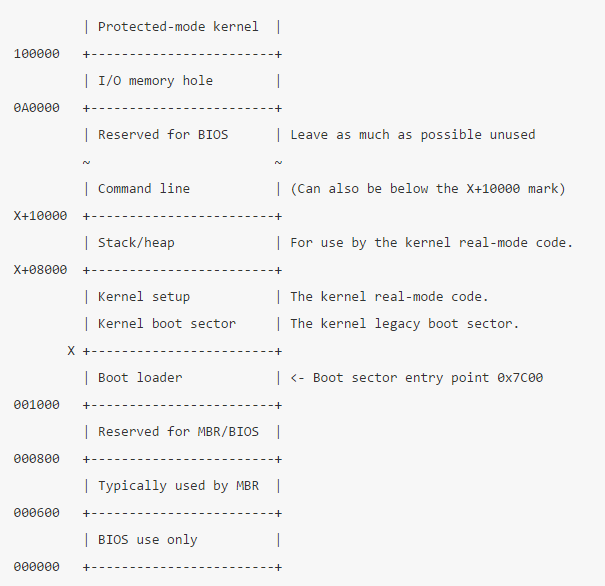 | Protected-mode kernel  |
100000  +------------------------+
        | I/O memory hole        |
0A0000  +------------------------+
        | Reserved for BIOS      | Leave as much as possible unused
        ~                        ~
        | Command line           | (Can also be below the X+10000 mark)
X+10000 +------------------------+
        | Stack/heap             | For use by the kernel real-mode code.
X+08000 +------------------------+
        | Kernel setup           | The kernel real-mode code.
        | Kernel boot sector     | The kernel legacy boot sector.
      X +------------------------+
        | Boot loader            | <- Boot sector entry point 0x7C00
001000  +------------------------+
        | Reserved for MBR/BIOS  |
000800  +------------------------+
        | Typically used by MBR  |
000600  +------------------------+
        | BIOS use only          |
000000  +------------------------+